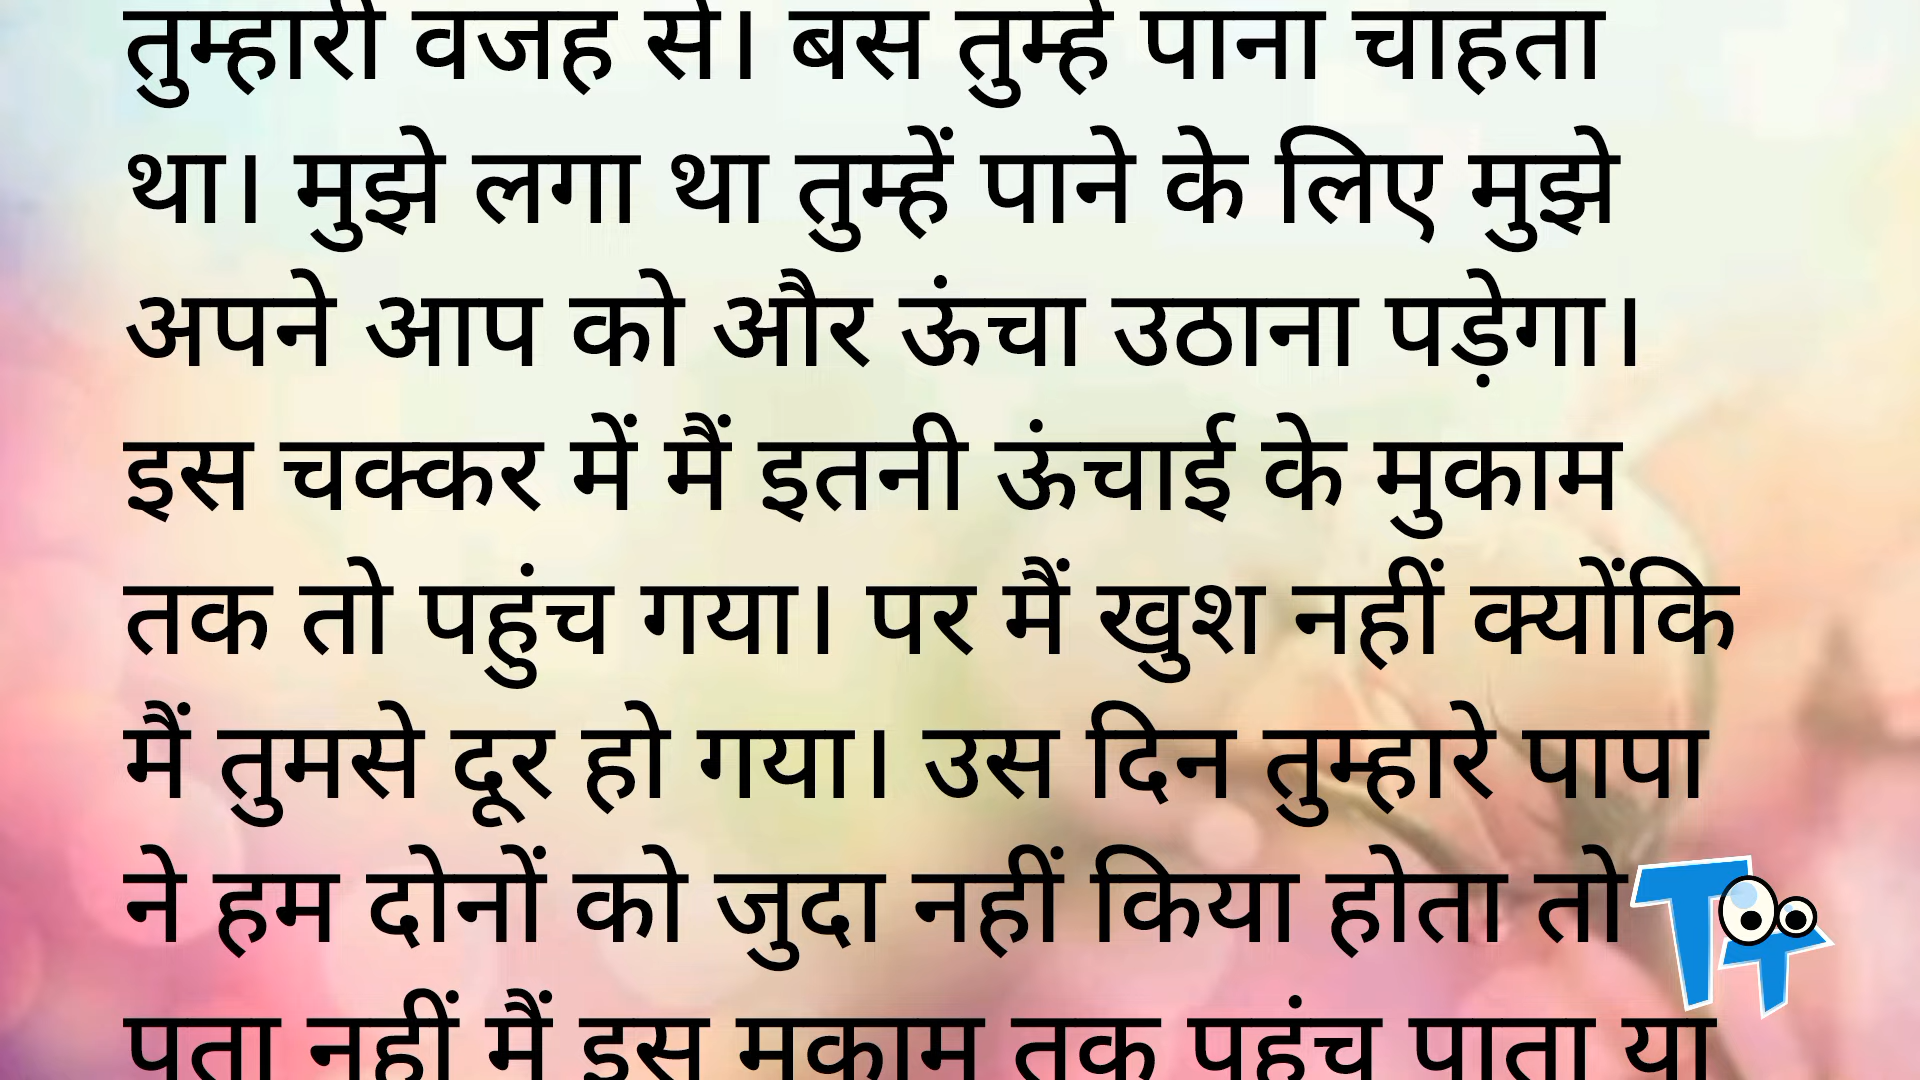 तुम्हारी वजह से। बस तुम्हे पाना चाहता
था। मुझे लगा था तुम्हें पाने के लिए मुझे
अपने आप को और ऊंचा उठाना पड़ेगा।
इस चक्कर में मैं इतनी ऊंचाई के मुकाम
तक तो पहुंच गया। पर मैं खुश नहीं क्योंकि
मैं तुमसे दूर हो गया। उस दिन तुम्हारे पापा
ने हम दोनों को जुदा नहीं किया होता तो
पता नहीं मैं इस मुकाम तक पहुंच पाता या
TT